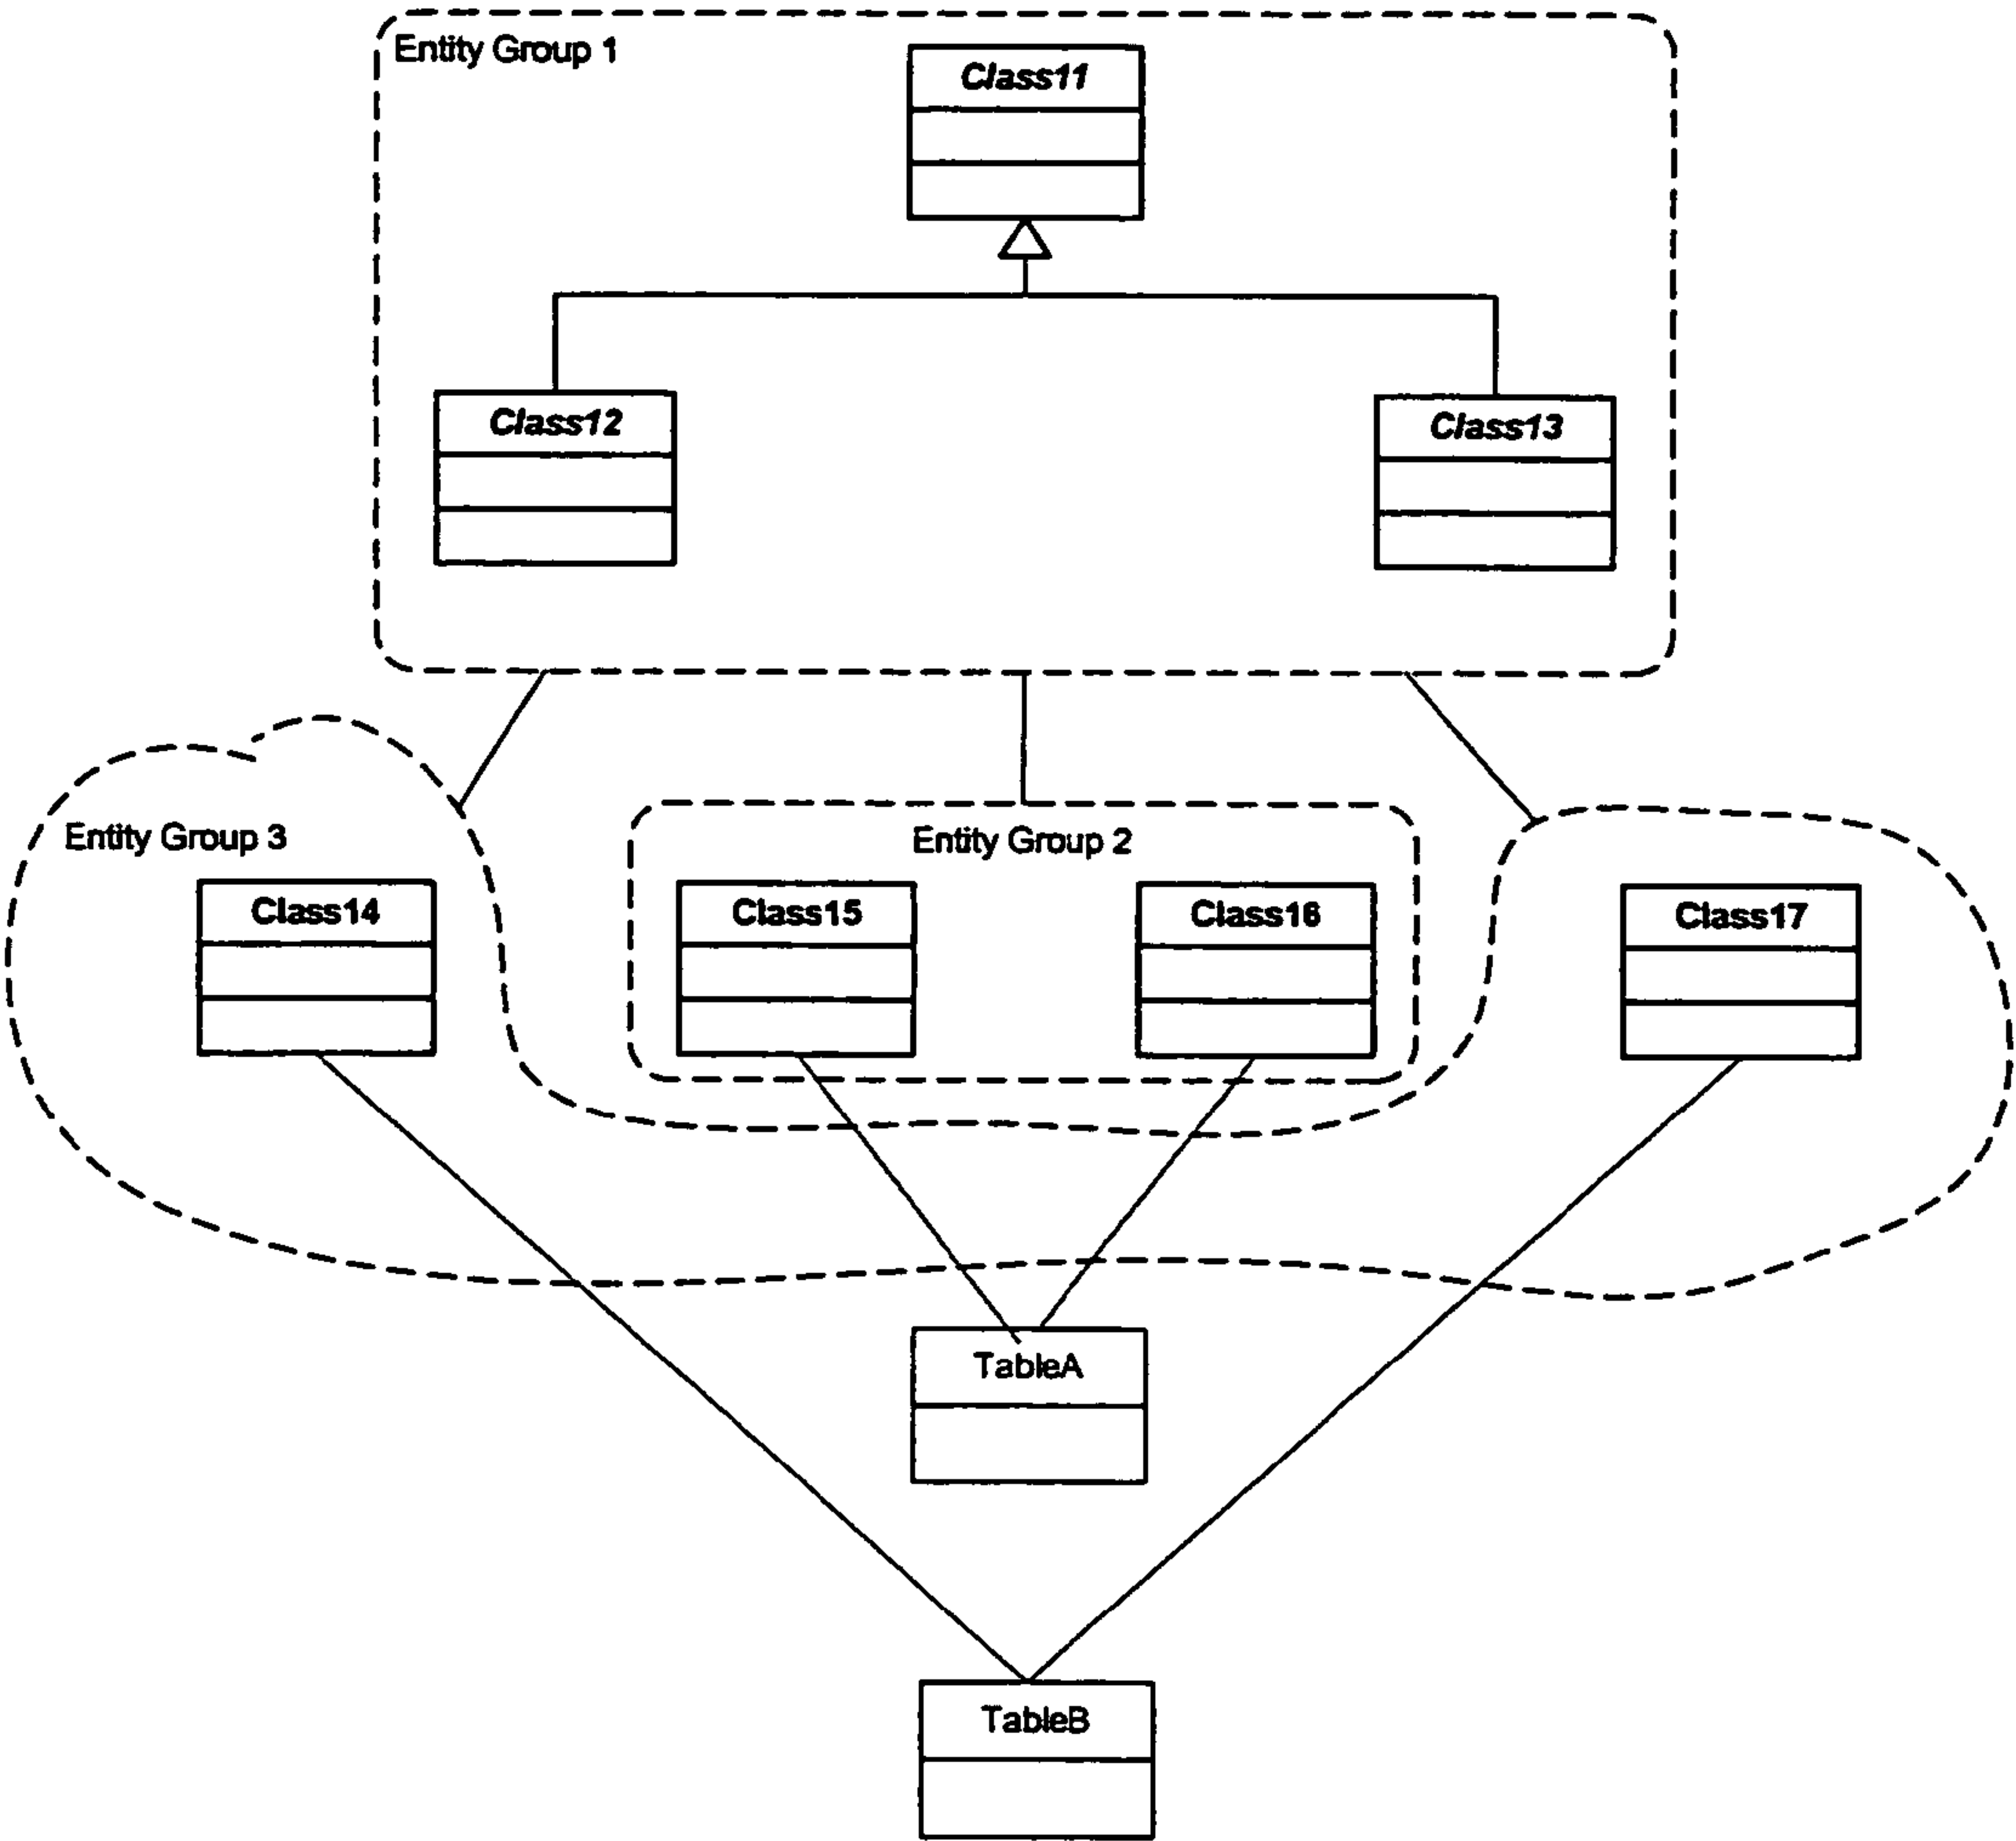 Entity Group 1
Class11
Class12
Class13
Entity Group 3
Entity Group 2
Class14
Class15
Class16
Class17
TableA
TableB